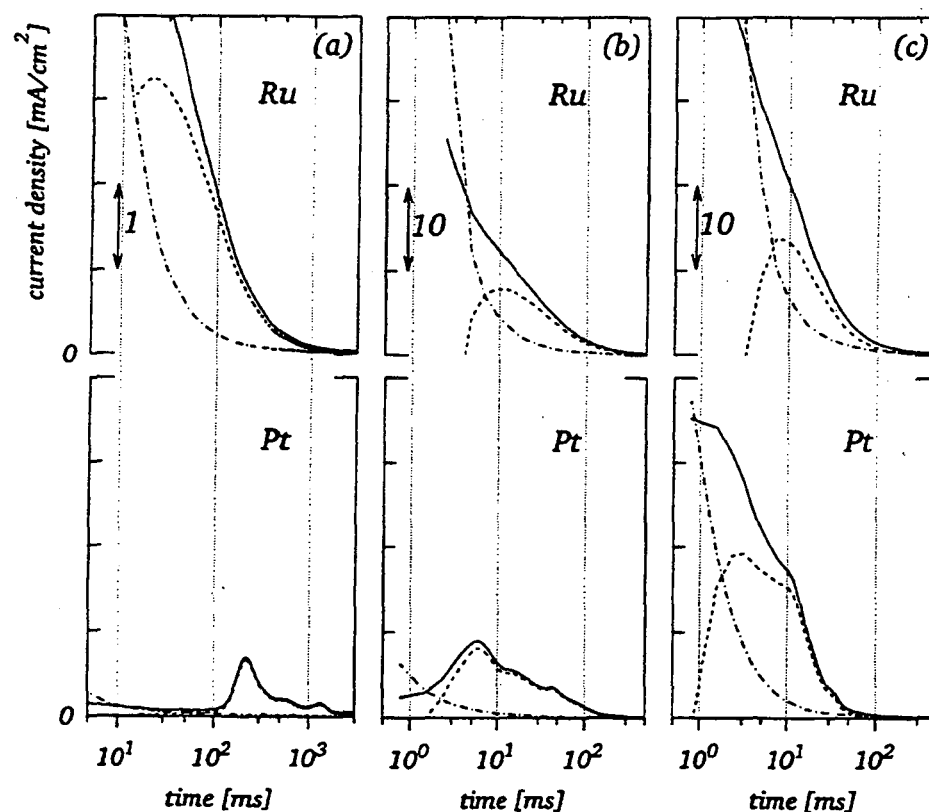 current density [mA/cm²]
(a)
Ru
1
0
(b)
Ru
10
(c)
Ru
10
Pt
0
10¹ 10² 10³
time [ms]
Pt
10⁰ 10¹ 10²
time [ms]
Pt
10⁰ 10¹ 10²
time [ms]